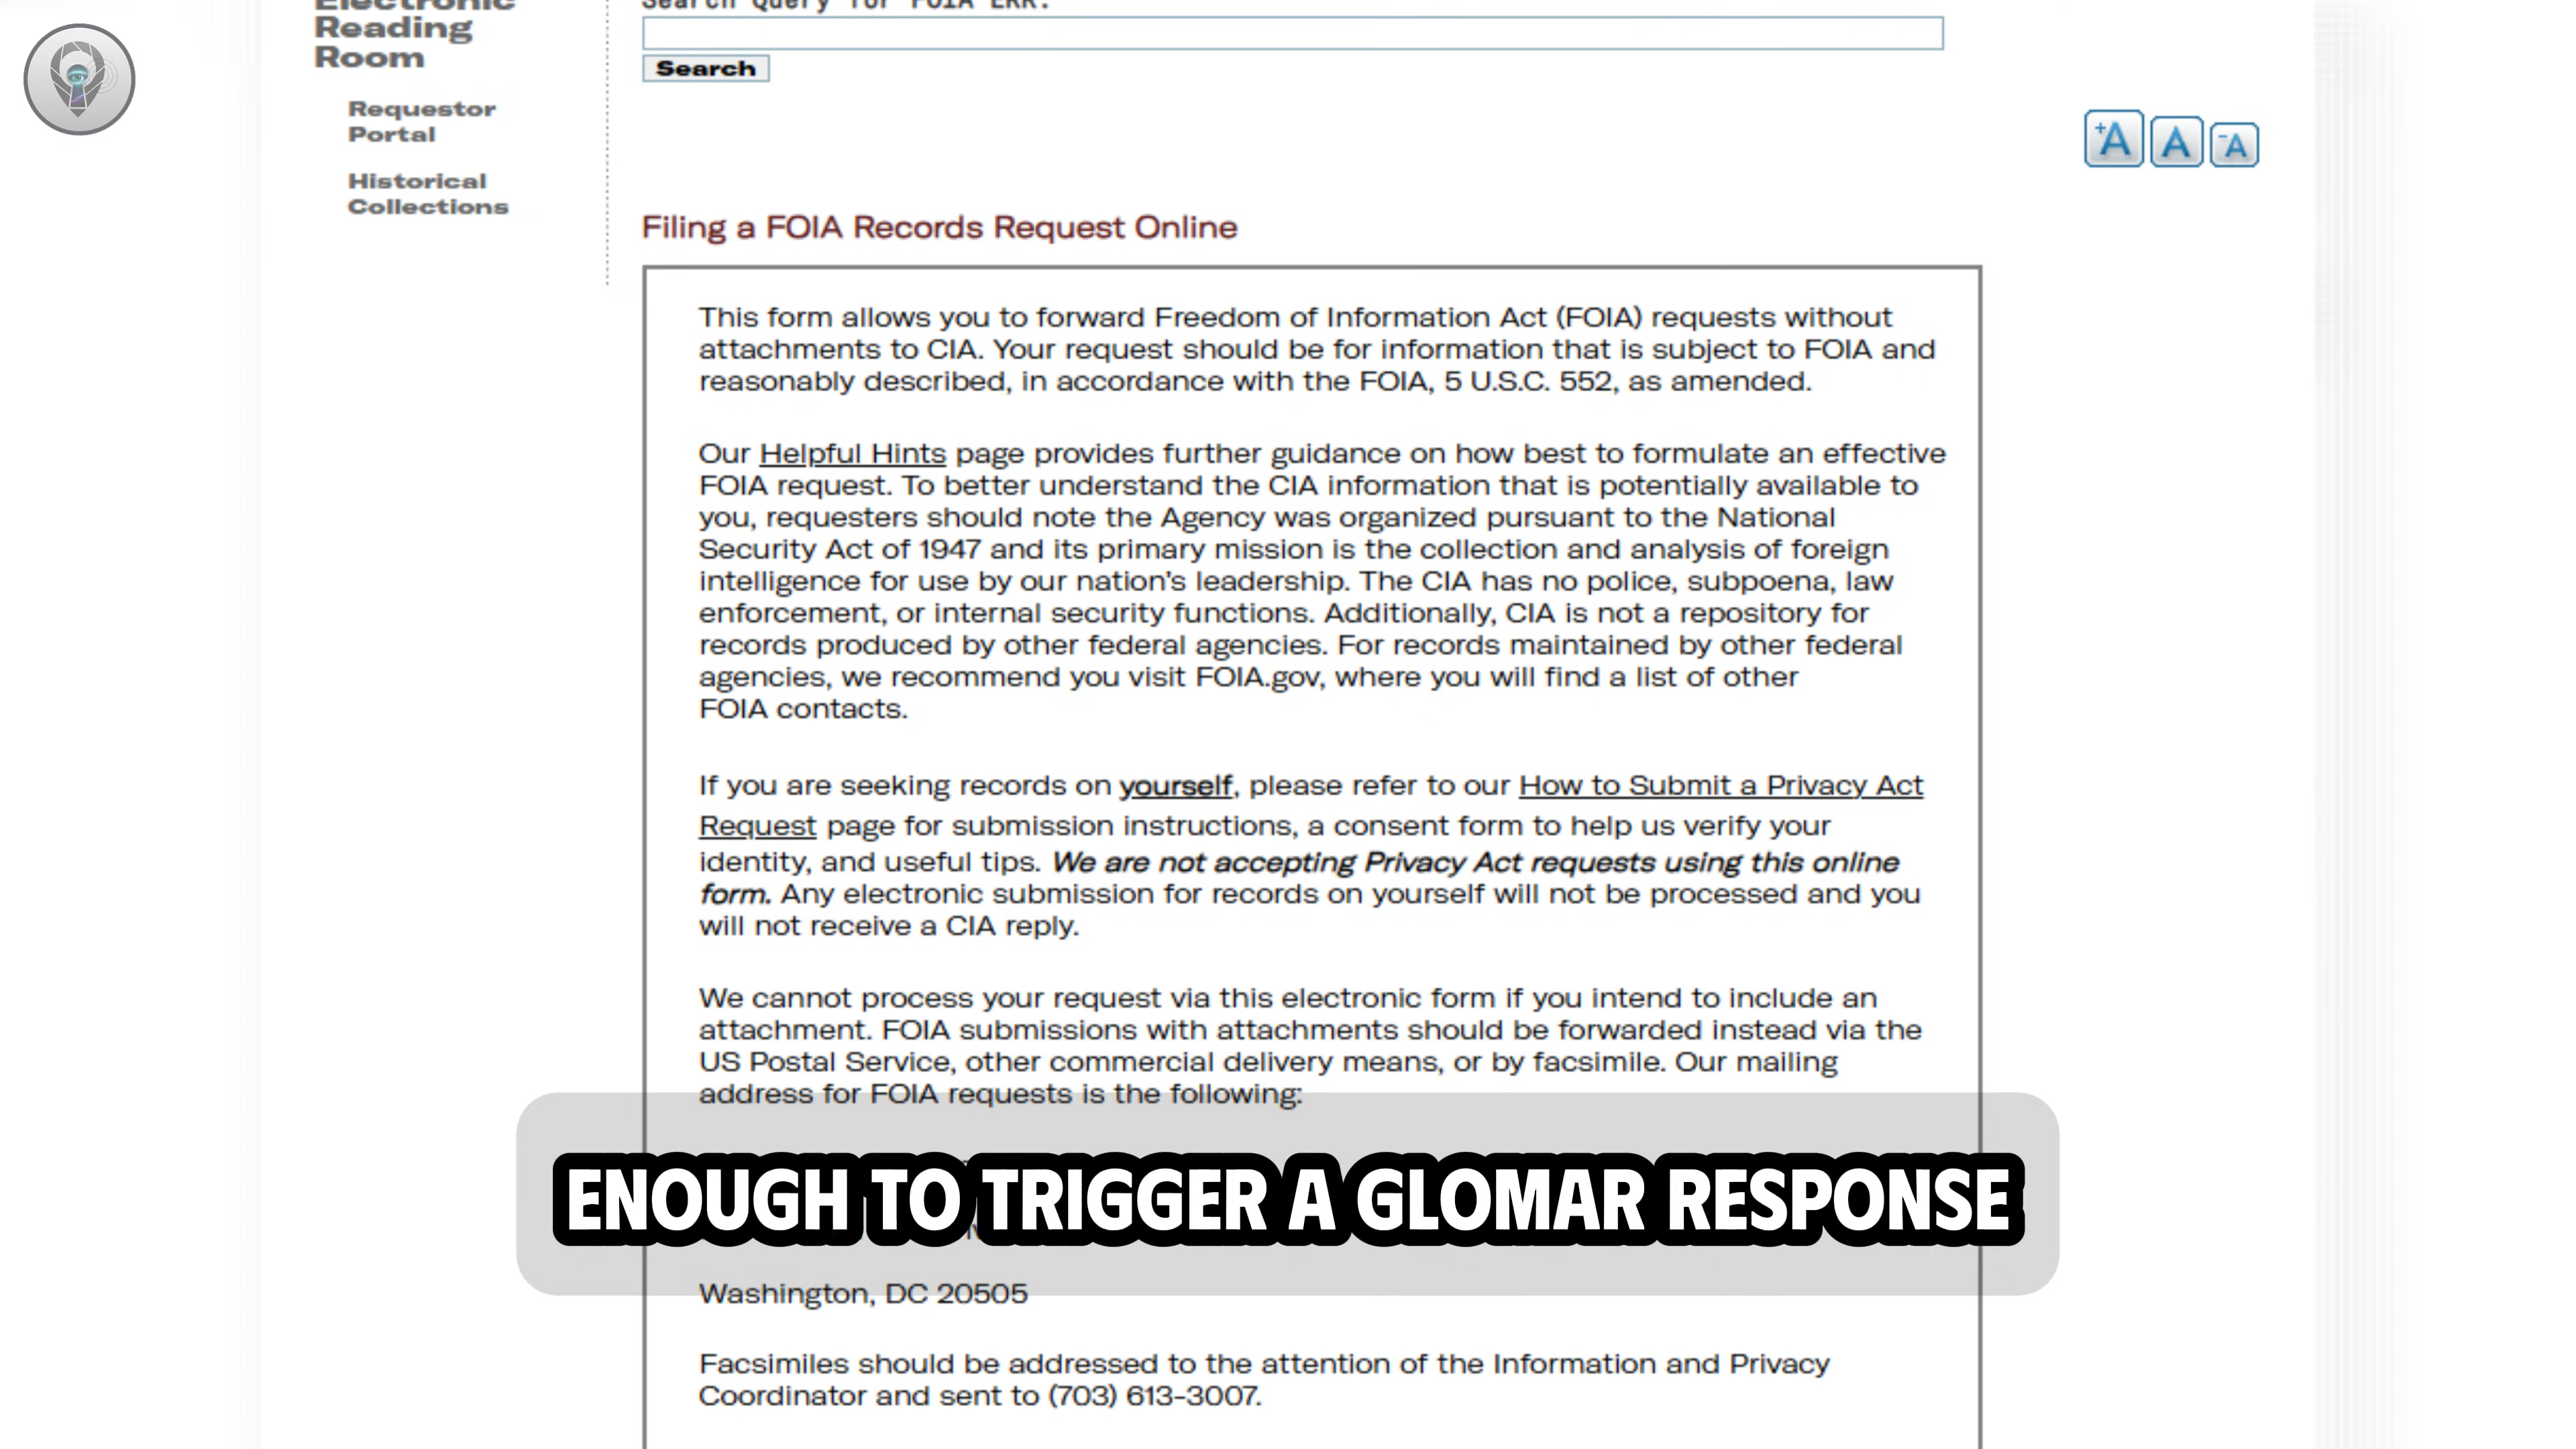 Electronic
Reading
Room
Requestor
Portal
Historical
Collections
Search Query for FOIA ERR:
Search
+A A -A
Filing a FOIA Records Request Online
This form allows you to forward Freedom of Information Act (FOIA) requests without
attachments to CIA. Your request should be for information that is subject to FOIA and
reasonably described, in accordance with the FOIA, 5 U.S.C. 552, as amended.
Our Helpful Hints page provides further guidance on how best to formulate an effective
FOIA request. To better understand the CIA information that is potentially available to
you, requesters should note the Agency was organized pursuant to the National
Security Act of 1947 and its primary mission is the collection and analysis of foreign
intelligence for use by our nation's leadership. The CIA has no police, subpoena, law
enforcement, or internal security functions. Additionally, CIA is not a repository for
records produced by other federal agencies. For records maintained by other federal
agencies, we recommend you visit FOIA.gov, where you will find a list of other
FOIA contacts.
If you are seeking records on yourself, please refer to our How to Submit a Privacy Act
Request page for submission instructions, a consent form to help us verify your
identity, and useful tips. We are not accepting Privacy Act requests using this online
form. Any electronic submission for records on yourself will not be processed and you
will not receive a CIA reply.
We cannot process your request via this electronic form if you intend to include an
attachment. FOIA submissions with attachments should be forwarded instead via the
US Postal Service, other commercial delivery means, or by facsimile. Our mailing
address for FOIA requests is the following:
ENOUGH TO TRIGGER A GLOMAR RESPONSE
Washington, DC 20505
Facsimiles should be addressed to the attention of the Information and Privacy
Coordinator and sent to (703) 613-3007.